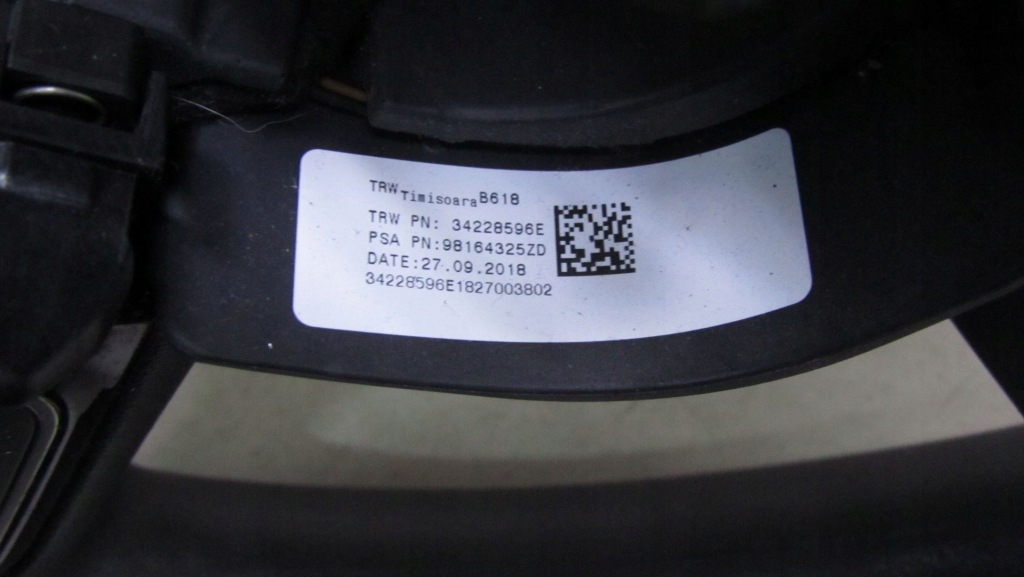 TRW Timisoara B618
TRW PN: 34228596E
PSA PN:98164325ZD
DATE:27.09.2018
34228596E1827003802